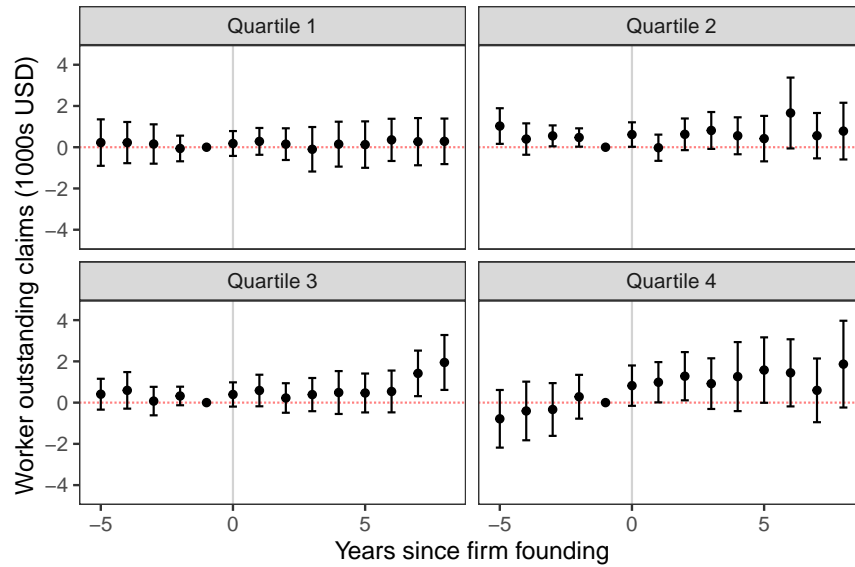 Quartile 1
Quartile 2
4
2
0
−2
−4
Quartile 3
Quartile 4
4
2
0
−2
−4
−5
0
5
−5
0
5
Years since firm founding
Worker outstanding claims (1000s USD)